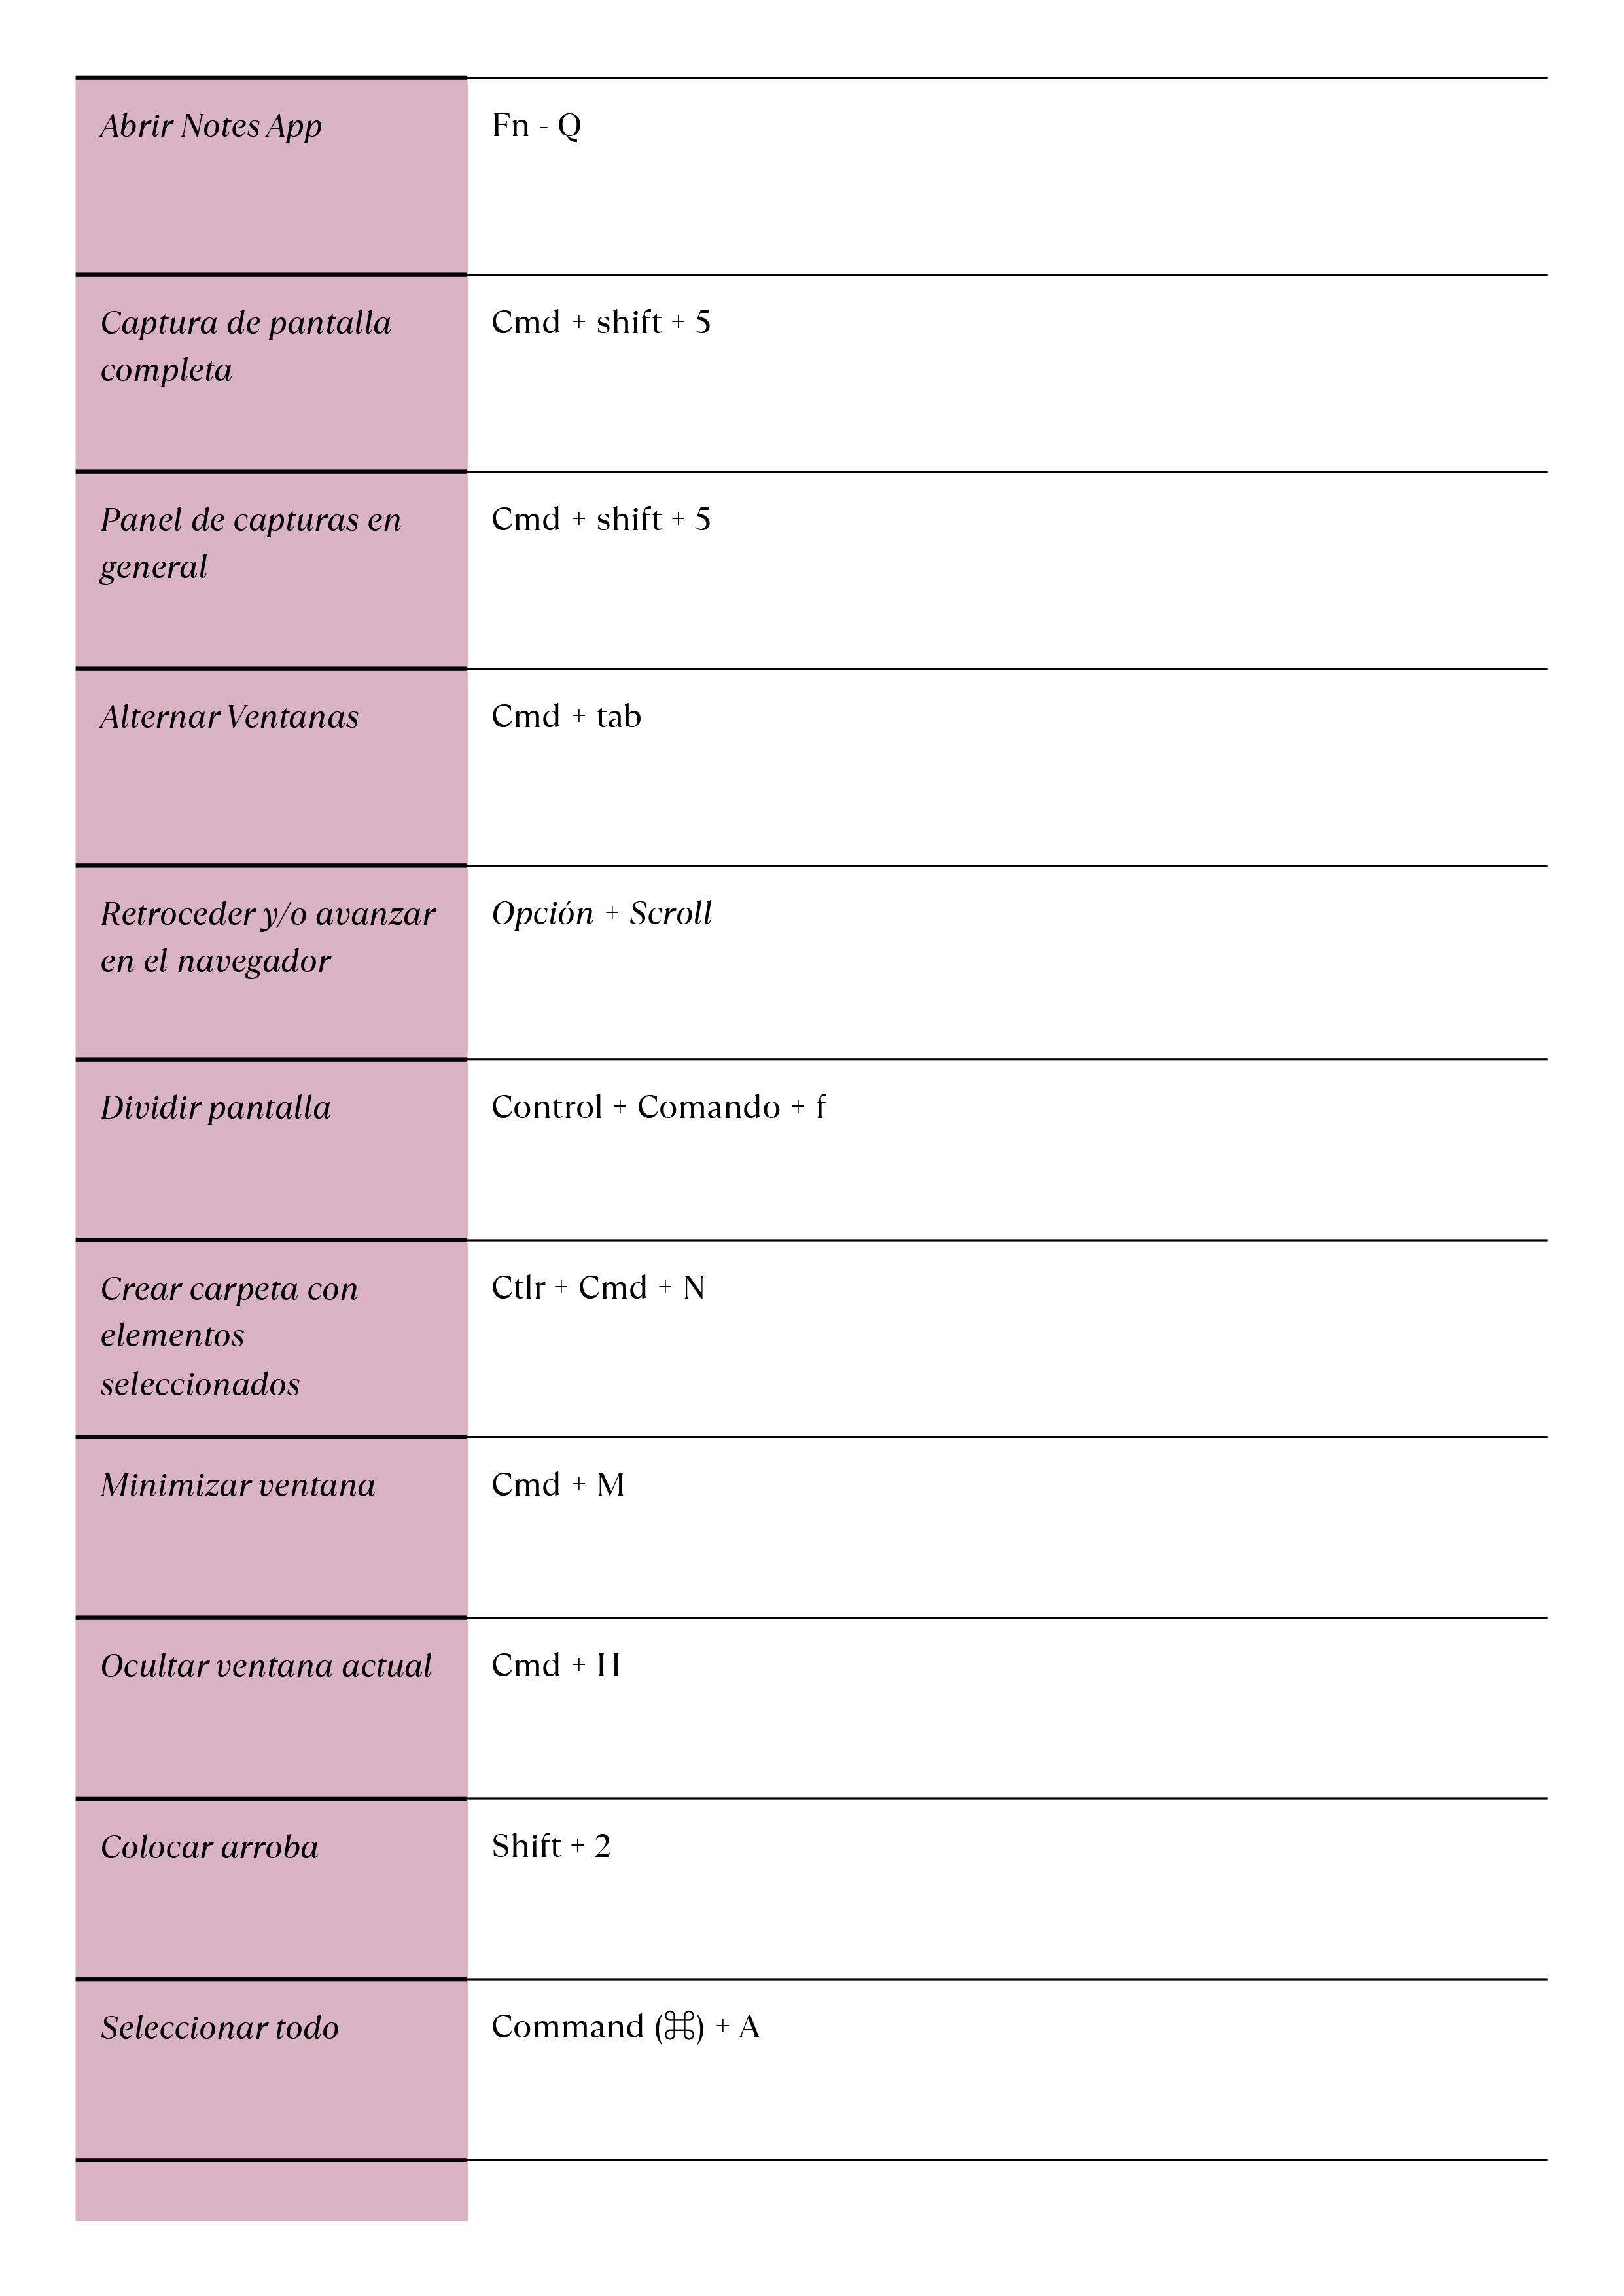 Abrir Notes App
Fn - Q
Captura de pantalla
completa
Cmd + shift + 5
Panel de capturas en
general
Cmd + shift + 5
Alternar Ventanas
Cmd + tab
Retroceder y/o avanzar
en el navegador
Opción + Scroll
Dividir pantalla
Control + Comando + f
Crear carpeta con
elementos
seleccionados
Ctlr + Cmd + N
Minimizar ventana
Cmd + M
Ocultar ventana actual
Cmd + H
Colocar arroba
Shift + 2
Seleccionar todo
Command (⌘) + A